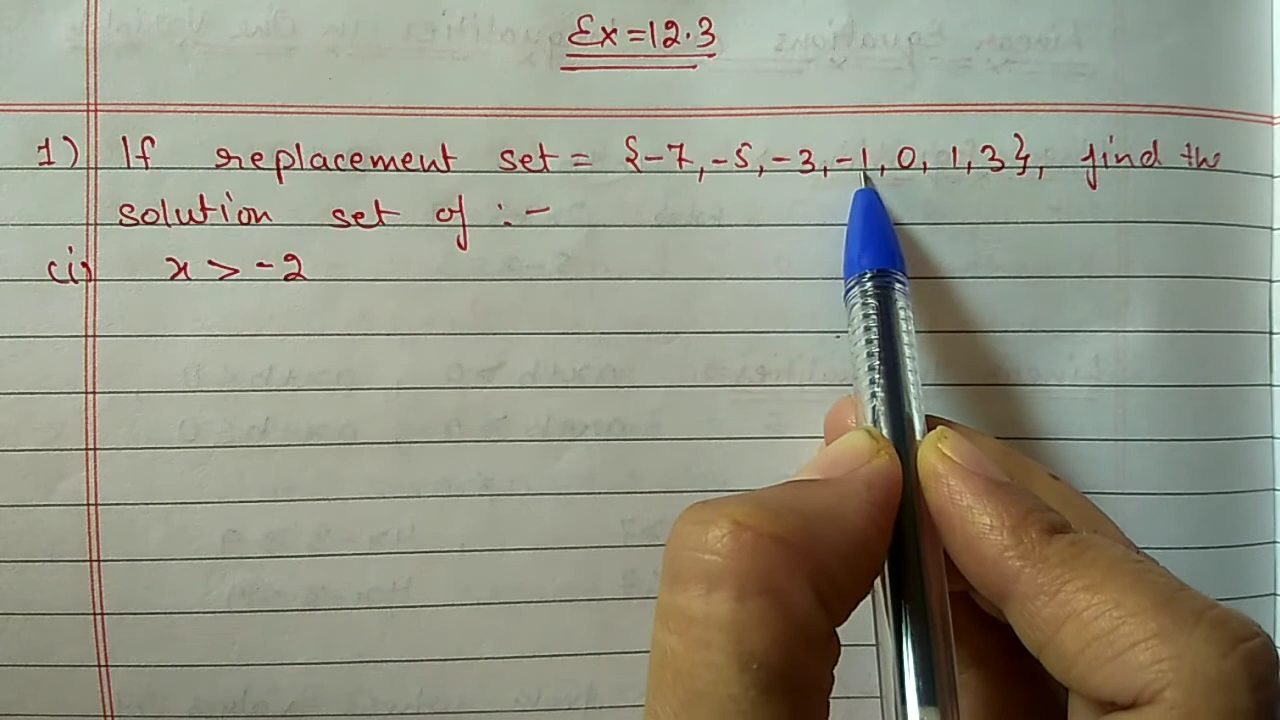 Ex=12.3
1) If replacement set = {-7, -5, -3, -1, 0, 1, 3}, find the
solution set of :-
(i) x > -2